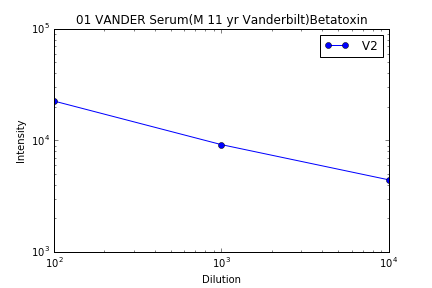 01 VANDER Serum(M 11 yr Vanderbilt)Betatoxin
10^5
V2
10^4
Intensity
10^3
10^2 10^3 10^4
Dilution